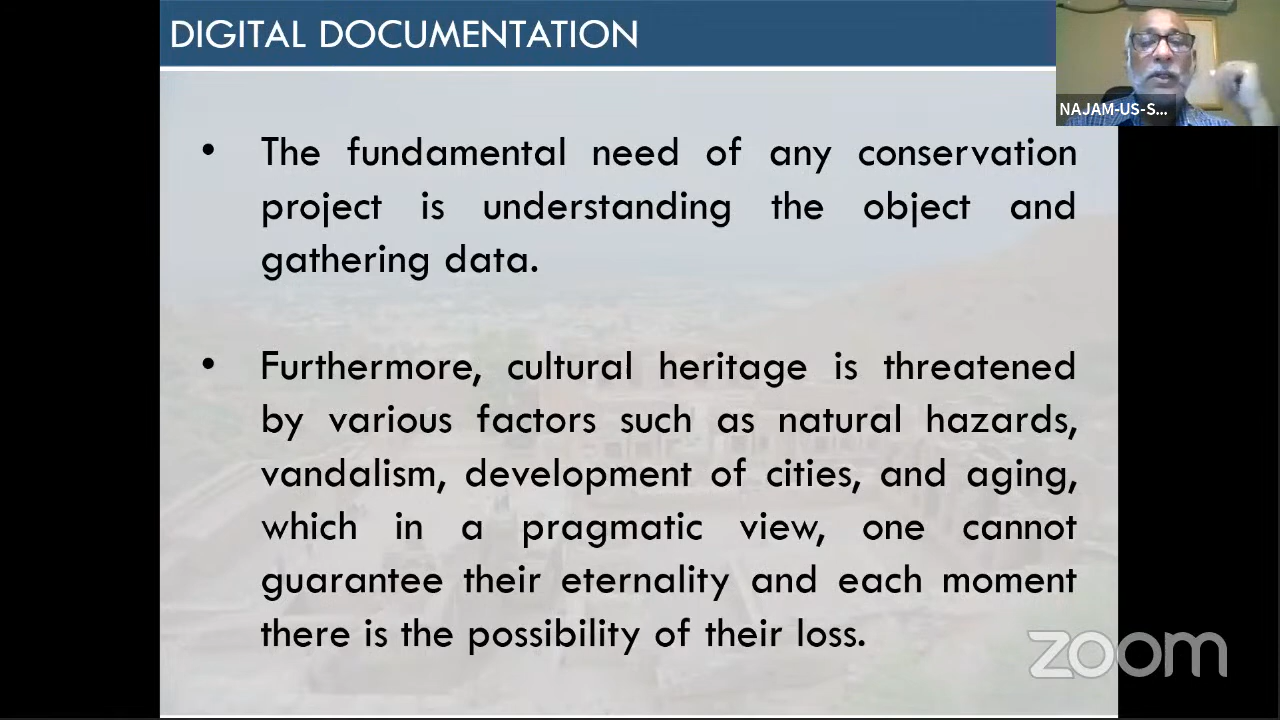 DIGITAL DOCUMENTATION
NAJAM-US-S...
• The fundamental need of any conservation
project is understanding the object and
gathering data.
• Furthermore, cultural heritage is threatened
by various factors such as natural hazards,
vandalism, development of cities, and aging,
which in a pragmatic view, one cannot
guarantee their eternality and each moment
there is the possibility of their loss.
zoom